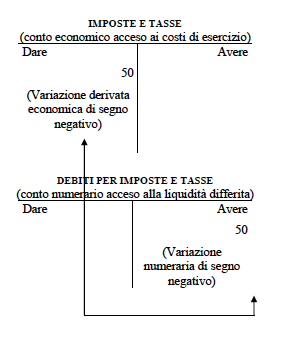 IMPOSTE E TASSE
(conto economico acceso ai costi di esercizio)
Dare Avere
50
(Variazione derivata
economica di segno
negativo)
DEBITI PER IMPOSTE E TASSE
(conto numerario acceso alla liquidità differita)
Dare Avere
50
(Variazione
numeraria di segno
negativo)